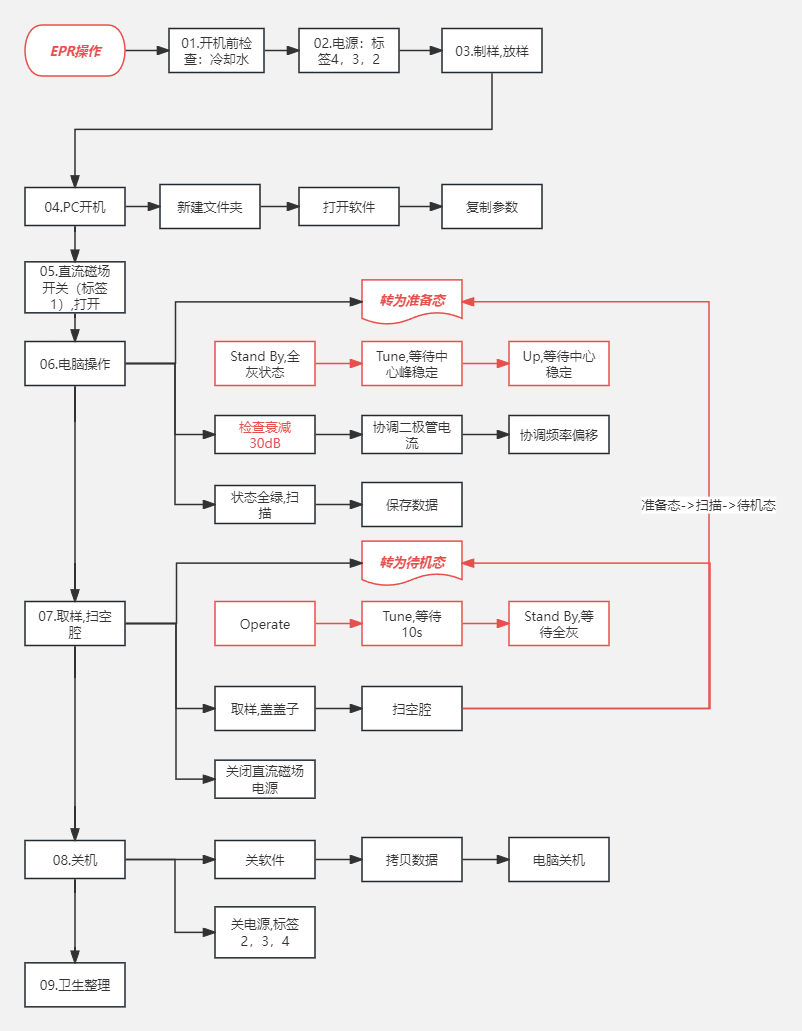 EPR操作
01.开机前检
查：冷却水
02.电源：标
签4，3，2
03.制样,放样
04.PC开机
新建文件夹
打开软件
复制参数
05.直流磁场
开关（标签
1）,打开
转为准备态
06.电脑操作
Stand By,全
灰状态
Tune,等待中
心峰稳定
Up,等待中心
稳定
检查衰减
30dB
协调二极管电
流
协调频率偏移
状态全绿,扫
描
保存数据
准备态->扫描->待机态
转为待机态
07.取样,扫空
腔
Operate
Tune,等待
10s
Stand By,等
待全灰
取样,盖盖子
扫空腔
关闭直流磁场
电源
08.关机
关软件
拷贝数据
电脑关机
关电源,标签
2，3，4
09.卫生整理